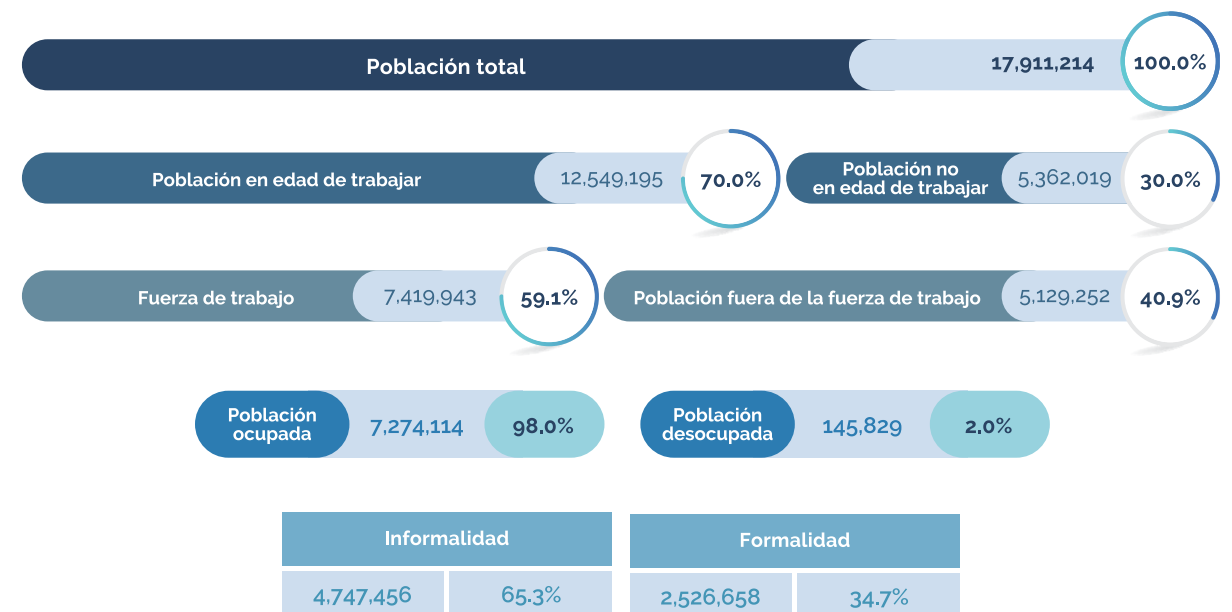 Población total 17,911,214 100.0%
Población en edad de trabajar 12,549,195 70.0%
Población no
en edad de trabajar 5,362,019 30.0%
Fuerza de trabajo 7,419,943 59.1%
Población fuera de la fuerza de trabajo 5,129,252 40.9%
Población
ocupada 7,274,114 98.0%
Población
desocupada 145,829 2.0%
Informalidad
4,747,456 65.3%
Formalidad
2,526,658 34.7%